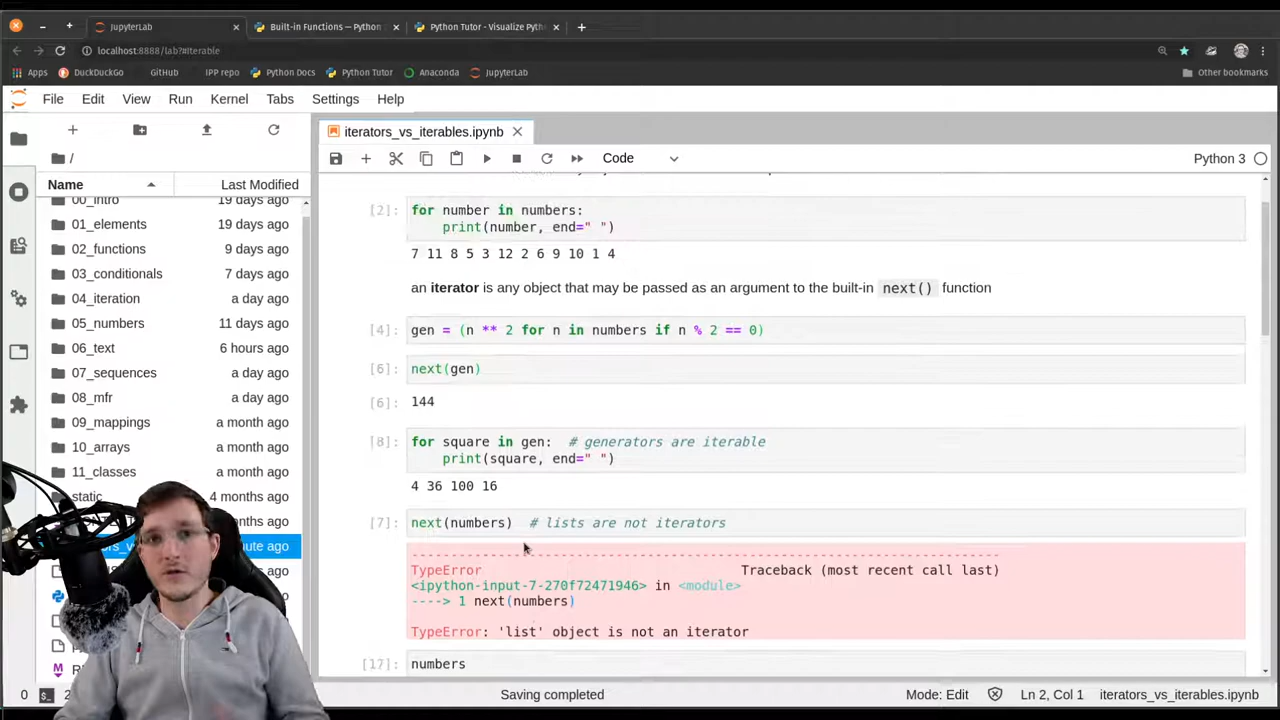 JupyterLab
Built-in Functions — Python
Python Tutor - Visualize Pyth
localhost:8888/lab?#Iterable
Apps
DuckDuckGo
GitHub
IPP repo
Python Docs
Python Tutor
Anaconda
JupyterLab
Other bookmarks
File Edit View Run Kernel Tabs Settings Help
iterators_vs_iterables.ipynb
Code
Python 3
/
Name Last Modified
00_intro 19 days ago
01_elements 19 days ago
02_functions 9 days ago
03_conditionals 7 days ago
04_iteration a day ago
05_numbers 11 days ago
06_text 6 hours ago
07_sequences a day ago
08_mfr a day ago
09_mappings a month ago
10_arrays a month ago
11_classes a month ago
static 4 months ago
ago
ago
ago
[2]: for number in numbers:
print(number, end=" ")
7 11 8 5 3 12 2 6 9 10 1 4
an iterator is any object that may be passed as an argument to the built-in next() function
[4]: gen = (n ** 2 for n in numbers if n % 2 == 0)
[6]: next(gen)
[6]: 144
[8]: for square in gen: # generators are iterable
print(square, end=" ")
4 36 100 16
[7]: next(numbers) # lists are not iterators
---------------------------------------------------------------------------
TypeError Traceback (most recent call last)
<ipython-input-7-270f72471946> in <module>
----> 1 next(numbers)
TypeError: 'list' object is not an iterator
[17]: numbers
0
Saving completed
Mode: Edit
Ln 2, Col 1
iterators_vs_iterables.ipynb